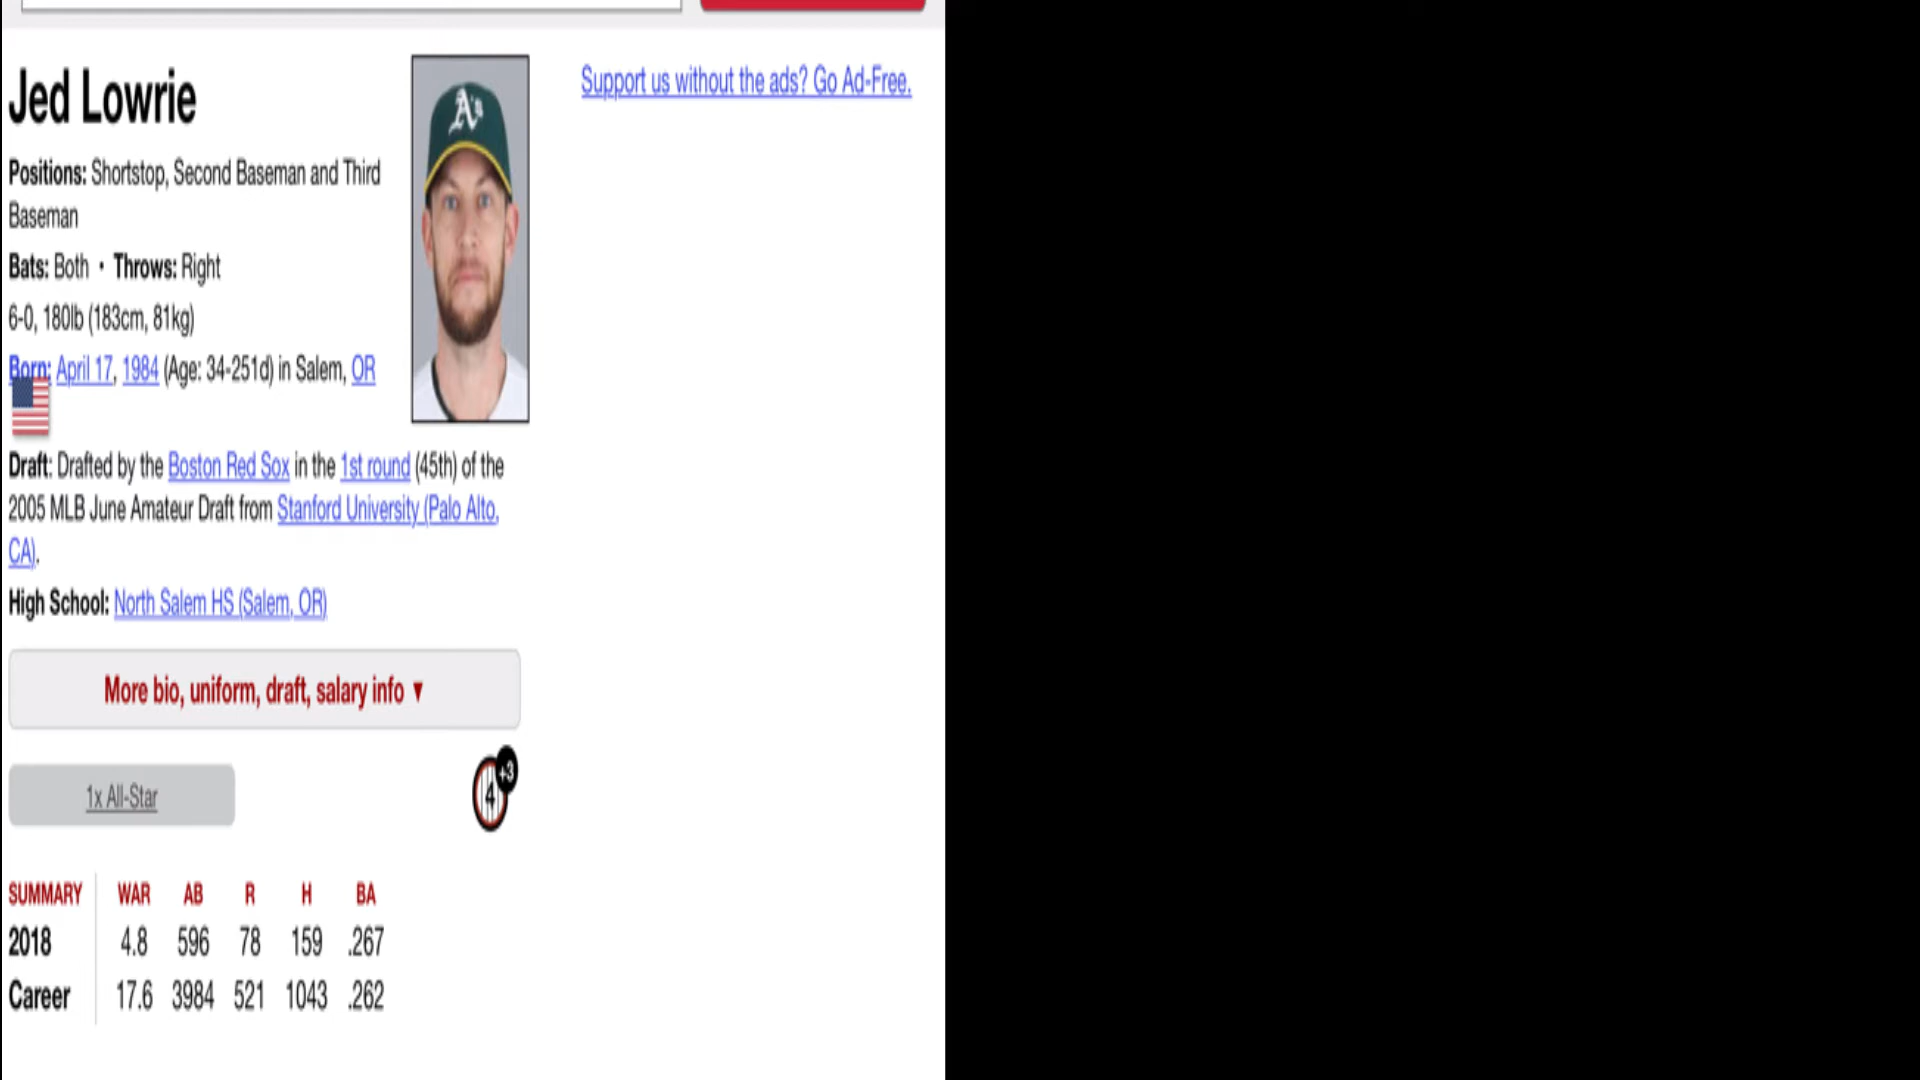 Jed Lowrie
A's
Support us without the ads? Go Ad-Free.
Positions: Shortstop, Second Baseman and Third
Baseman
Bats: Both • Throws: Right
6-0, 180lb (183cm, 81kg)
Born: April 17, 1984 (Age: 34-251d) in Salem, OR
Draft: Drafted by the Boston Red Sox in the 1st round (45th) of the
2005 MLB June Amateur Draft from Stanford University (Palo Alto,
CA).
High School: North Salem HS (Salem, OR)
More bio, uniform, draft, salary info ▼
1x All-Star
4 +3
SUMMARY WAR AB R H BA
2018 4.8 596 78 159 .267
Career 17.6 3984 521 1043 .262